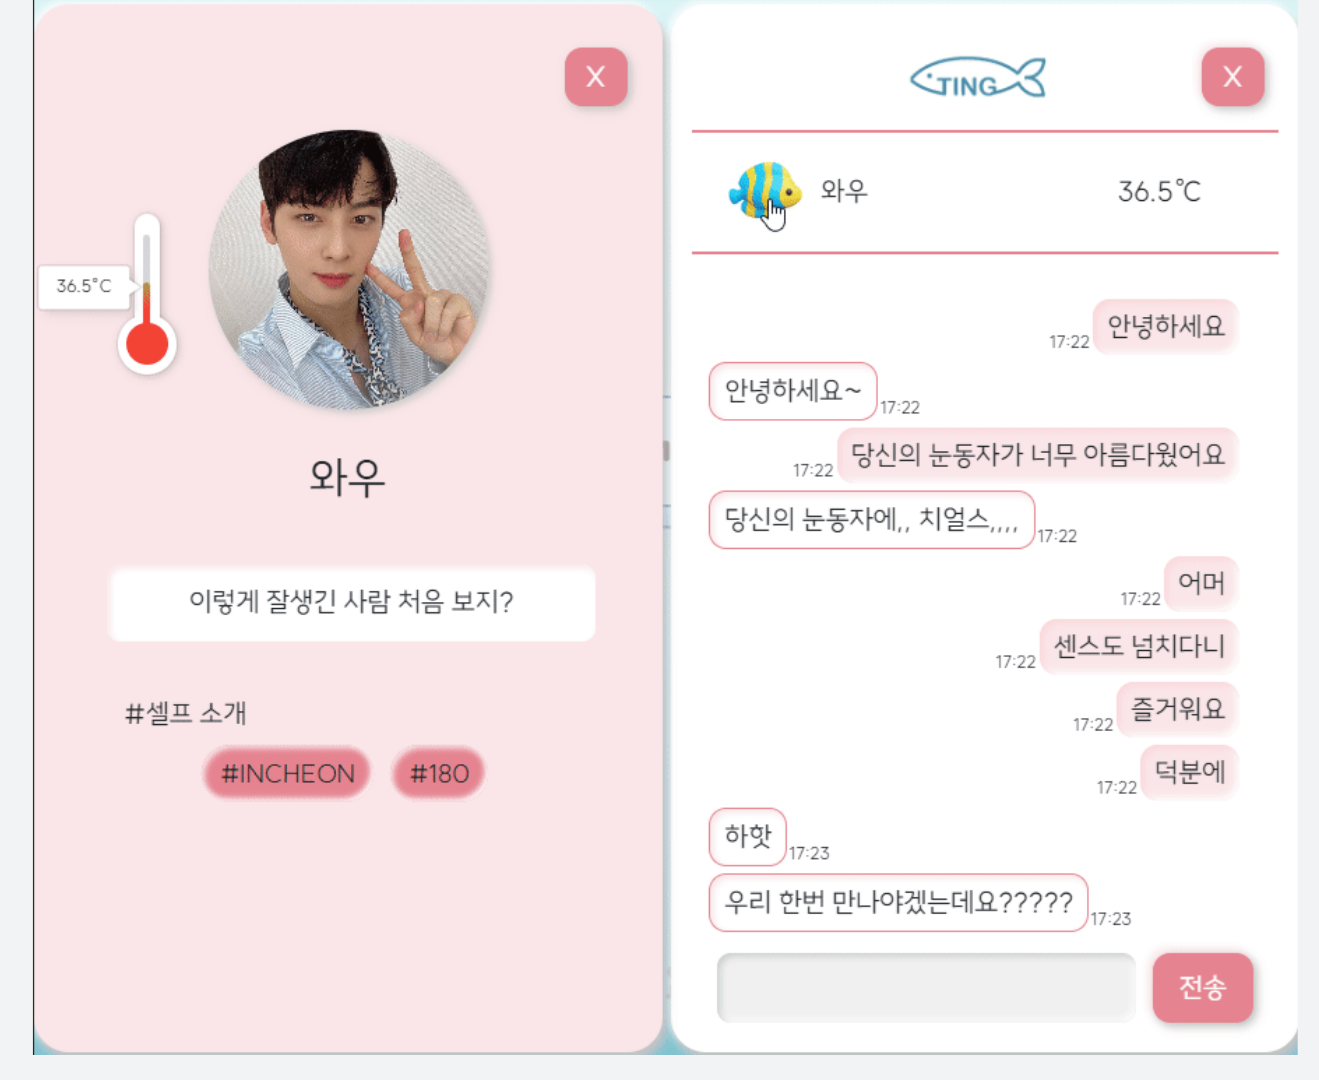 X
36.5°C
와우
이렇게 잘생긴 사람 처음 보지?
#셀프 소개
#INCHEON #180
TING
X
와우 36.5℃
17:22 안녕하세요
안녕하세요~ 17:22
17:22 당신의 눈동자가 너무 아름다웠어요
당신의 눈동자에,, 치얼스,,,, 17:22
17:22 어머
17:22 센스도 넘치다니
17:22 즐거워요
17:22 덕분에
하핫 17:23
우리 한번 만나야겠는데요????? 17:23
전송